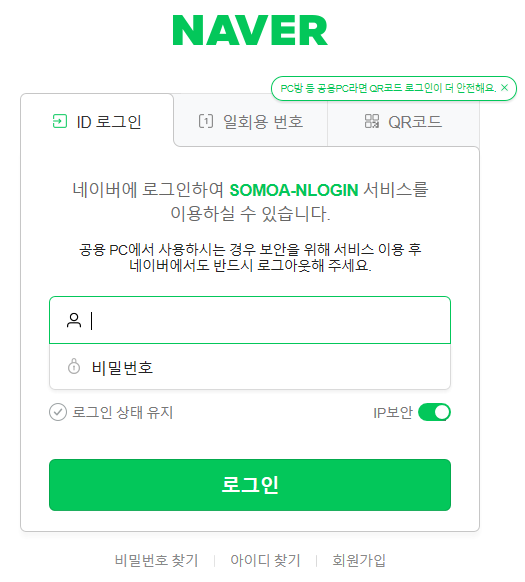 NAVER
PC방 등 공용PC라면 QR코드 로그인이 더 안전해요. ×
ID 로그인
일회용 번호
QR코드
네이버에 로그인하여 SOMOA-NLOGIN 서비스를
이용하실 수 있습니다.
공용 PC에서 사용하시는 경우 보안을 위해 서비스 이용 후
네이버에서도 반드시 로그아웃해 주세요.
비밀번호
로그인 상태 유지
IP보안
로그인
비밀번호 찾기
아이디 찾기
회원가입